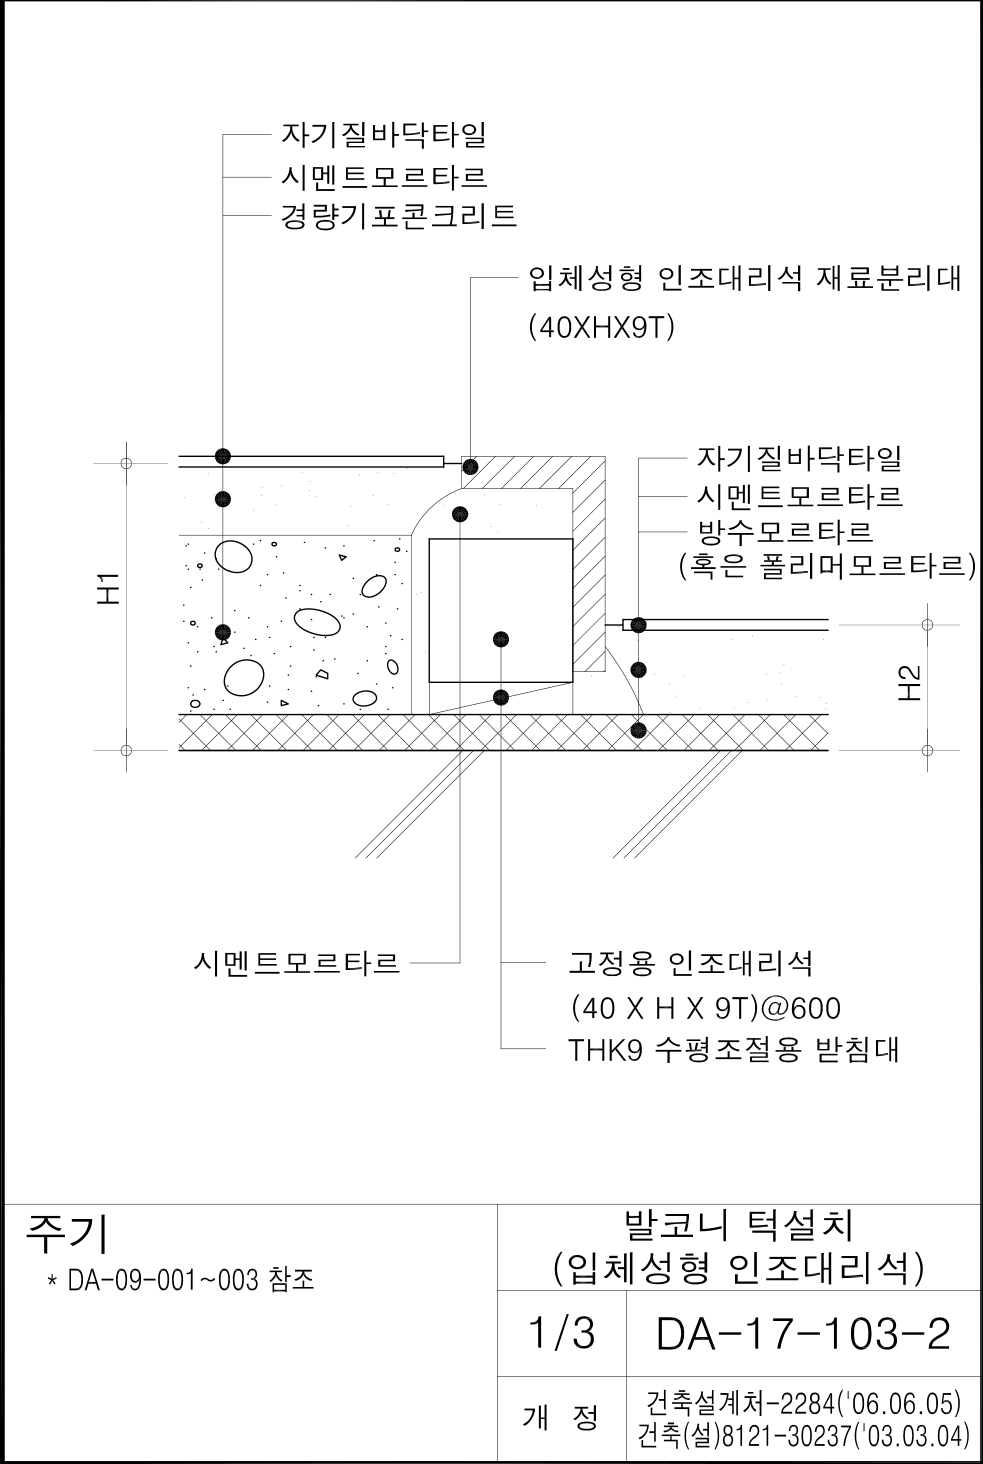 자기질바닥타일
시멘트모르타르
경량기포콘크리트
입체성형 인조대리석 재료분리대
(40XHX9T)
자기질바닥타일
시멘트모르타르
방수모르타르
(혹은 폴리머모르타르)
H1
H2
시멘트모르타르
고정용 인조대리석
(40 X H X 9T)@600
THK9 수평조절용 받침대
주기
* DA-09-001~003 참조
발코니 턱설치
(입체성형 인조대리석)
1/3
DA-17-103-2
개 정
건축설계처-2284('06.06.05)
건축(설)8121-30237('03.03.04)